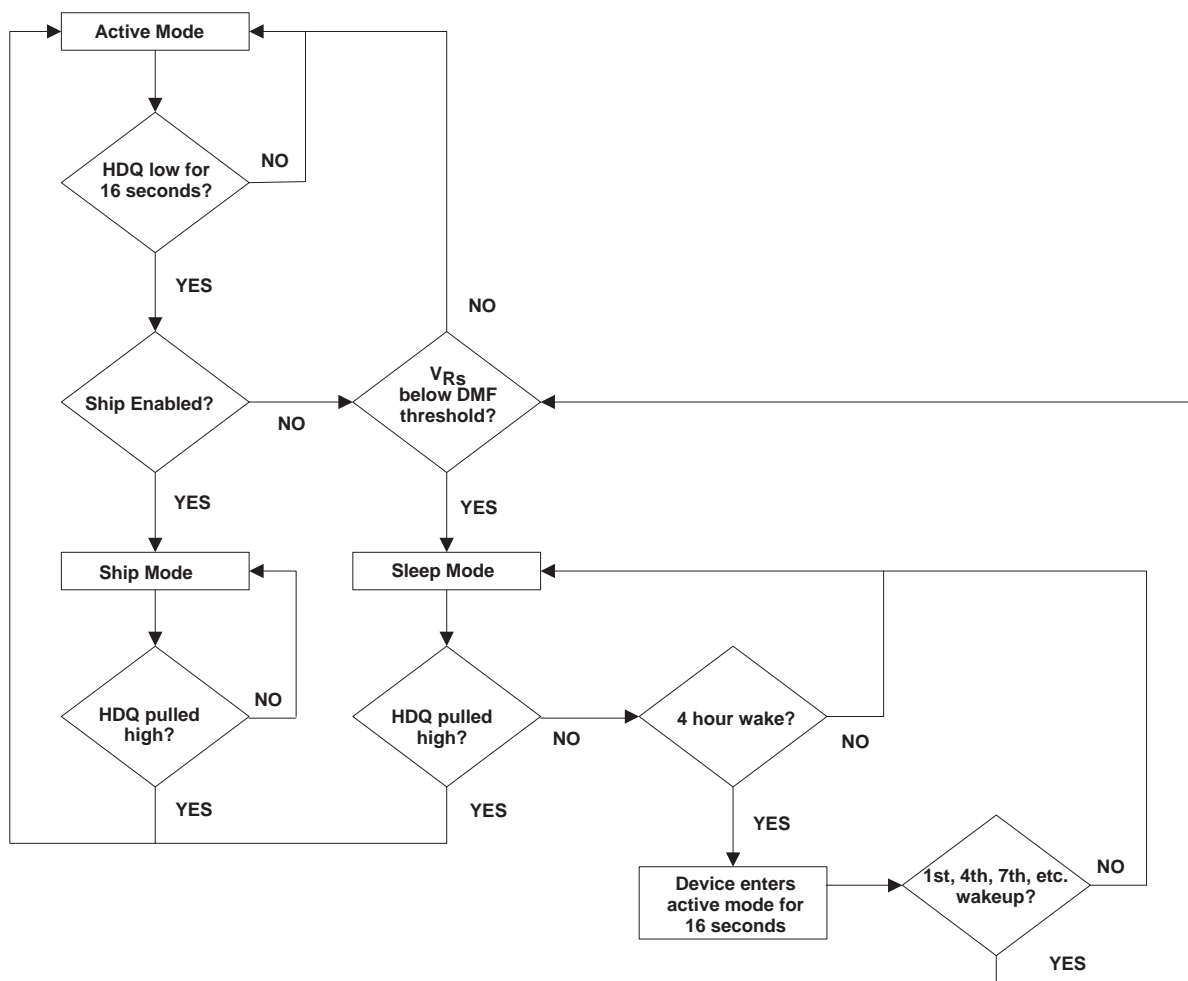 Active Mode
HDQ low for
16 seconds?
NO
YES
NO
Ship Enabled?
NO
VRs
below DMF
threshold?
YES
YES
Ship Mode
Sleep Mode
HDQ pulled
high?
NO
HDQ pulled
high?
NO
4 hour wake?
NO
YES
YES
YES
Device enters
active mode for
16 seconds
1st, 4th, 7th, etc.
wakeup?
NO
YES